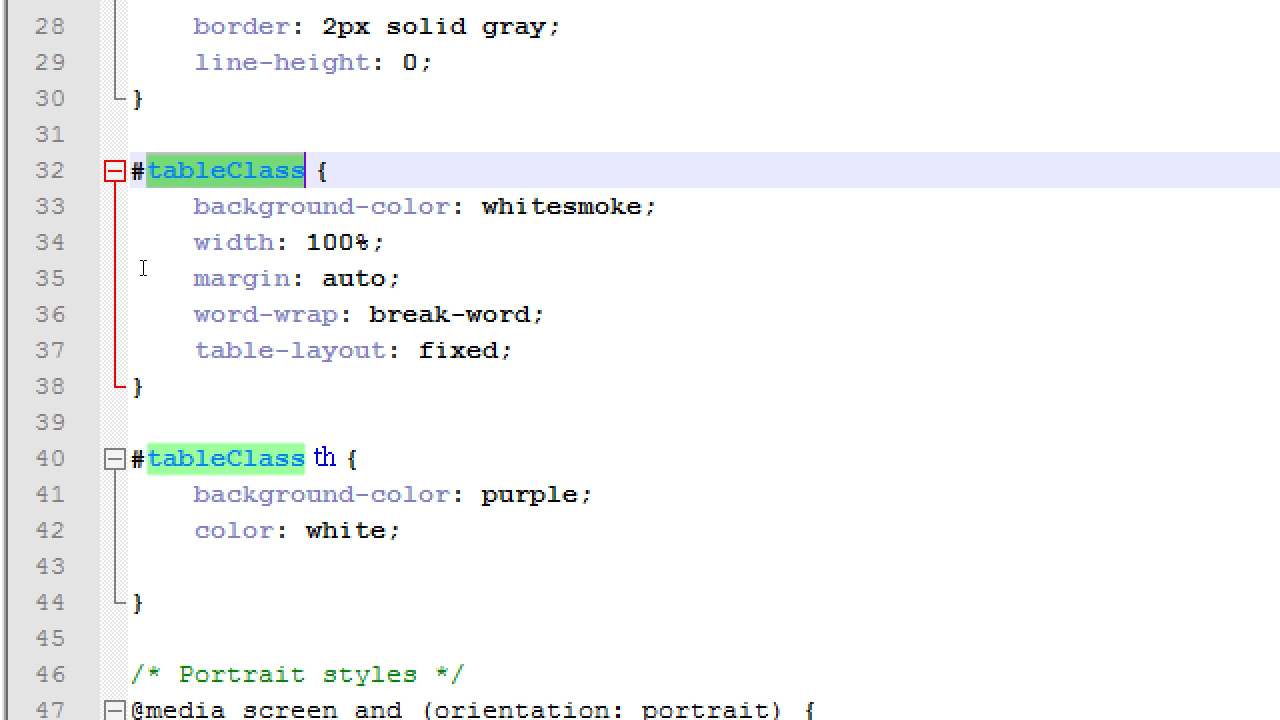 28 border: 2px solid gray;
29 line-height: 0;
30 }
31
32 #tableClass {
33 background-color: whitesmoke;
34 width: 100%;
35 margin: auto;
36 word-wrap: break-word;
37 table-layout: fixed;
38 }
39
40 #tableClass th {
41 background-color: purple;
42 color: white;
43
44 }
45
46 /* Portrait styles */
47 @media screen and (orientation: portrait) {